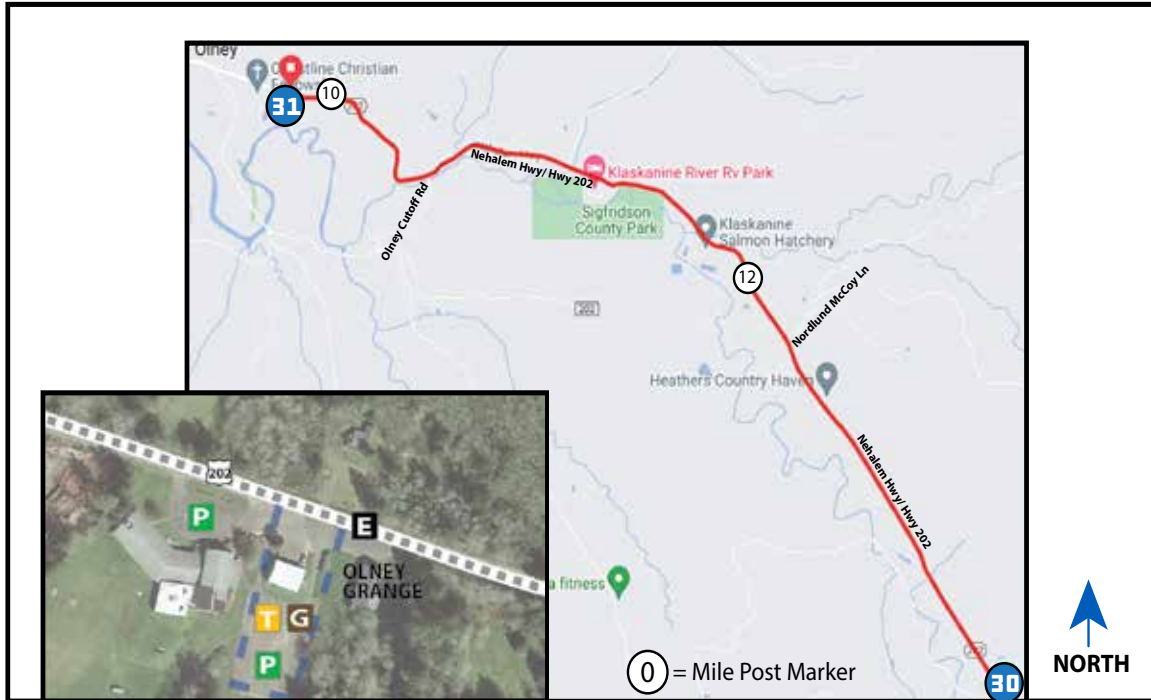 Olney
Christian
31
10
Nehalem Hwy/ Hwy 202
Klaskanine River Rv Park
Olney Cutoff Rd
Sigfridson
County Park
Klaskanine
Salmon Hatchery
12
Nordlund McCoy Ln
Heathers Country Haven
Nehalem Hwy/ Hwy 202
202
P
E
OLNEY
GRANGE
T G
P
a fitness
0 = Mile Post Marker
30
NORTH